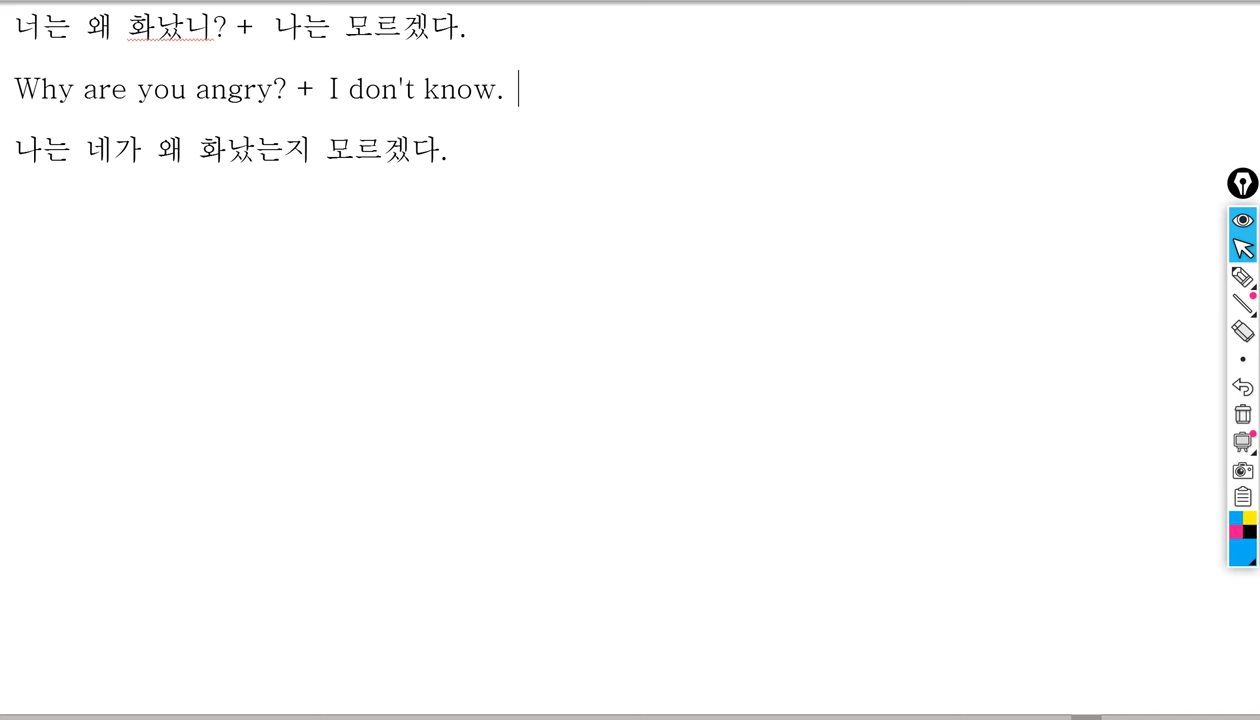 너는 왜 화났니? + 나는 모르겠다.
Why are you angry? + I don't know.
나는 네가 왜 화났는지 모르겠다.